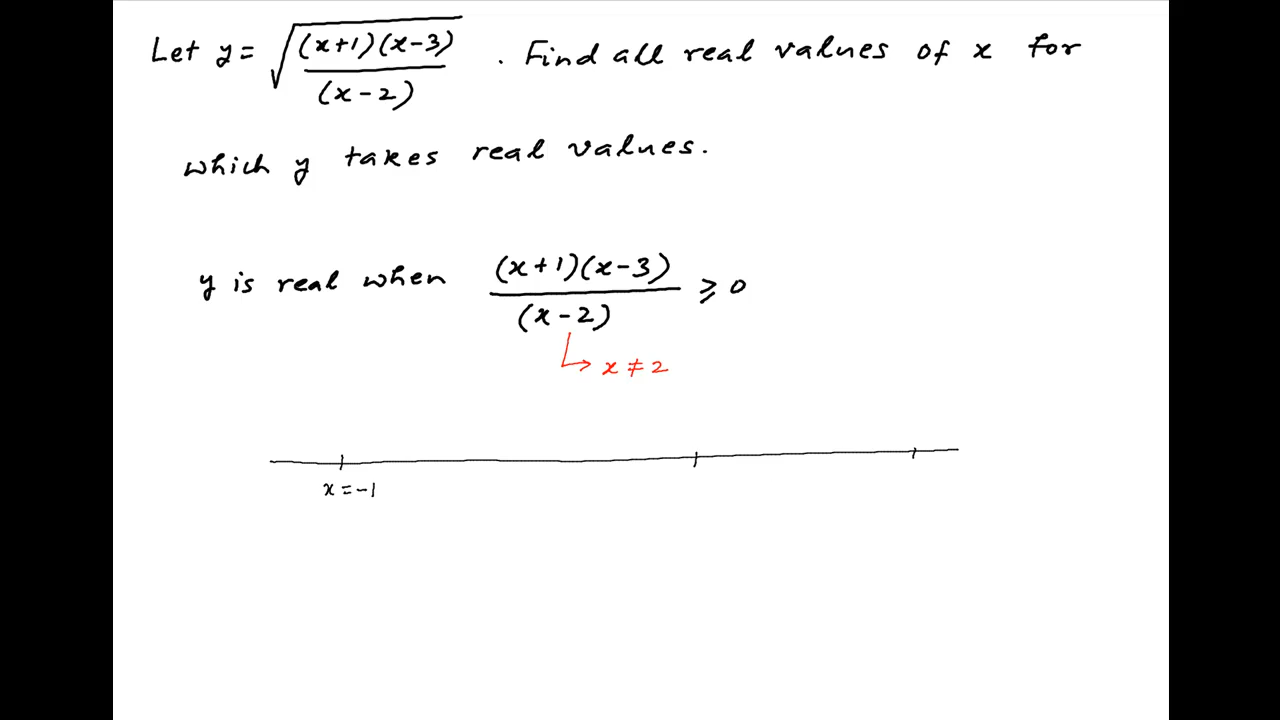 Let y = √((x+1)(x-3)/(x-2)) . Find all real values of x for
which y takes real values.
y is real when (x+1)(x-3)/(x-2) ⩾ 0
x ≠ 2
x = -1